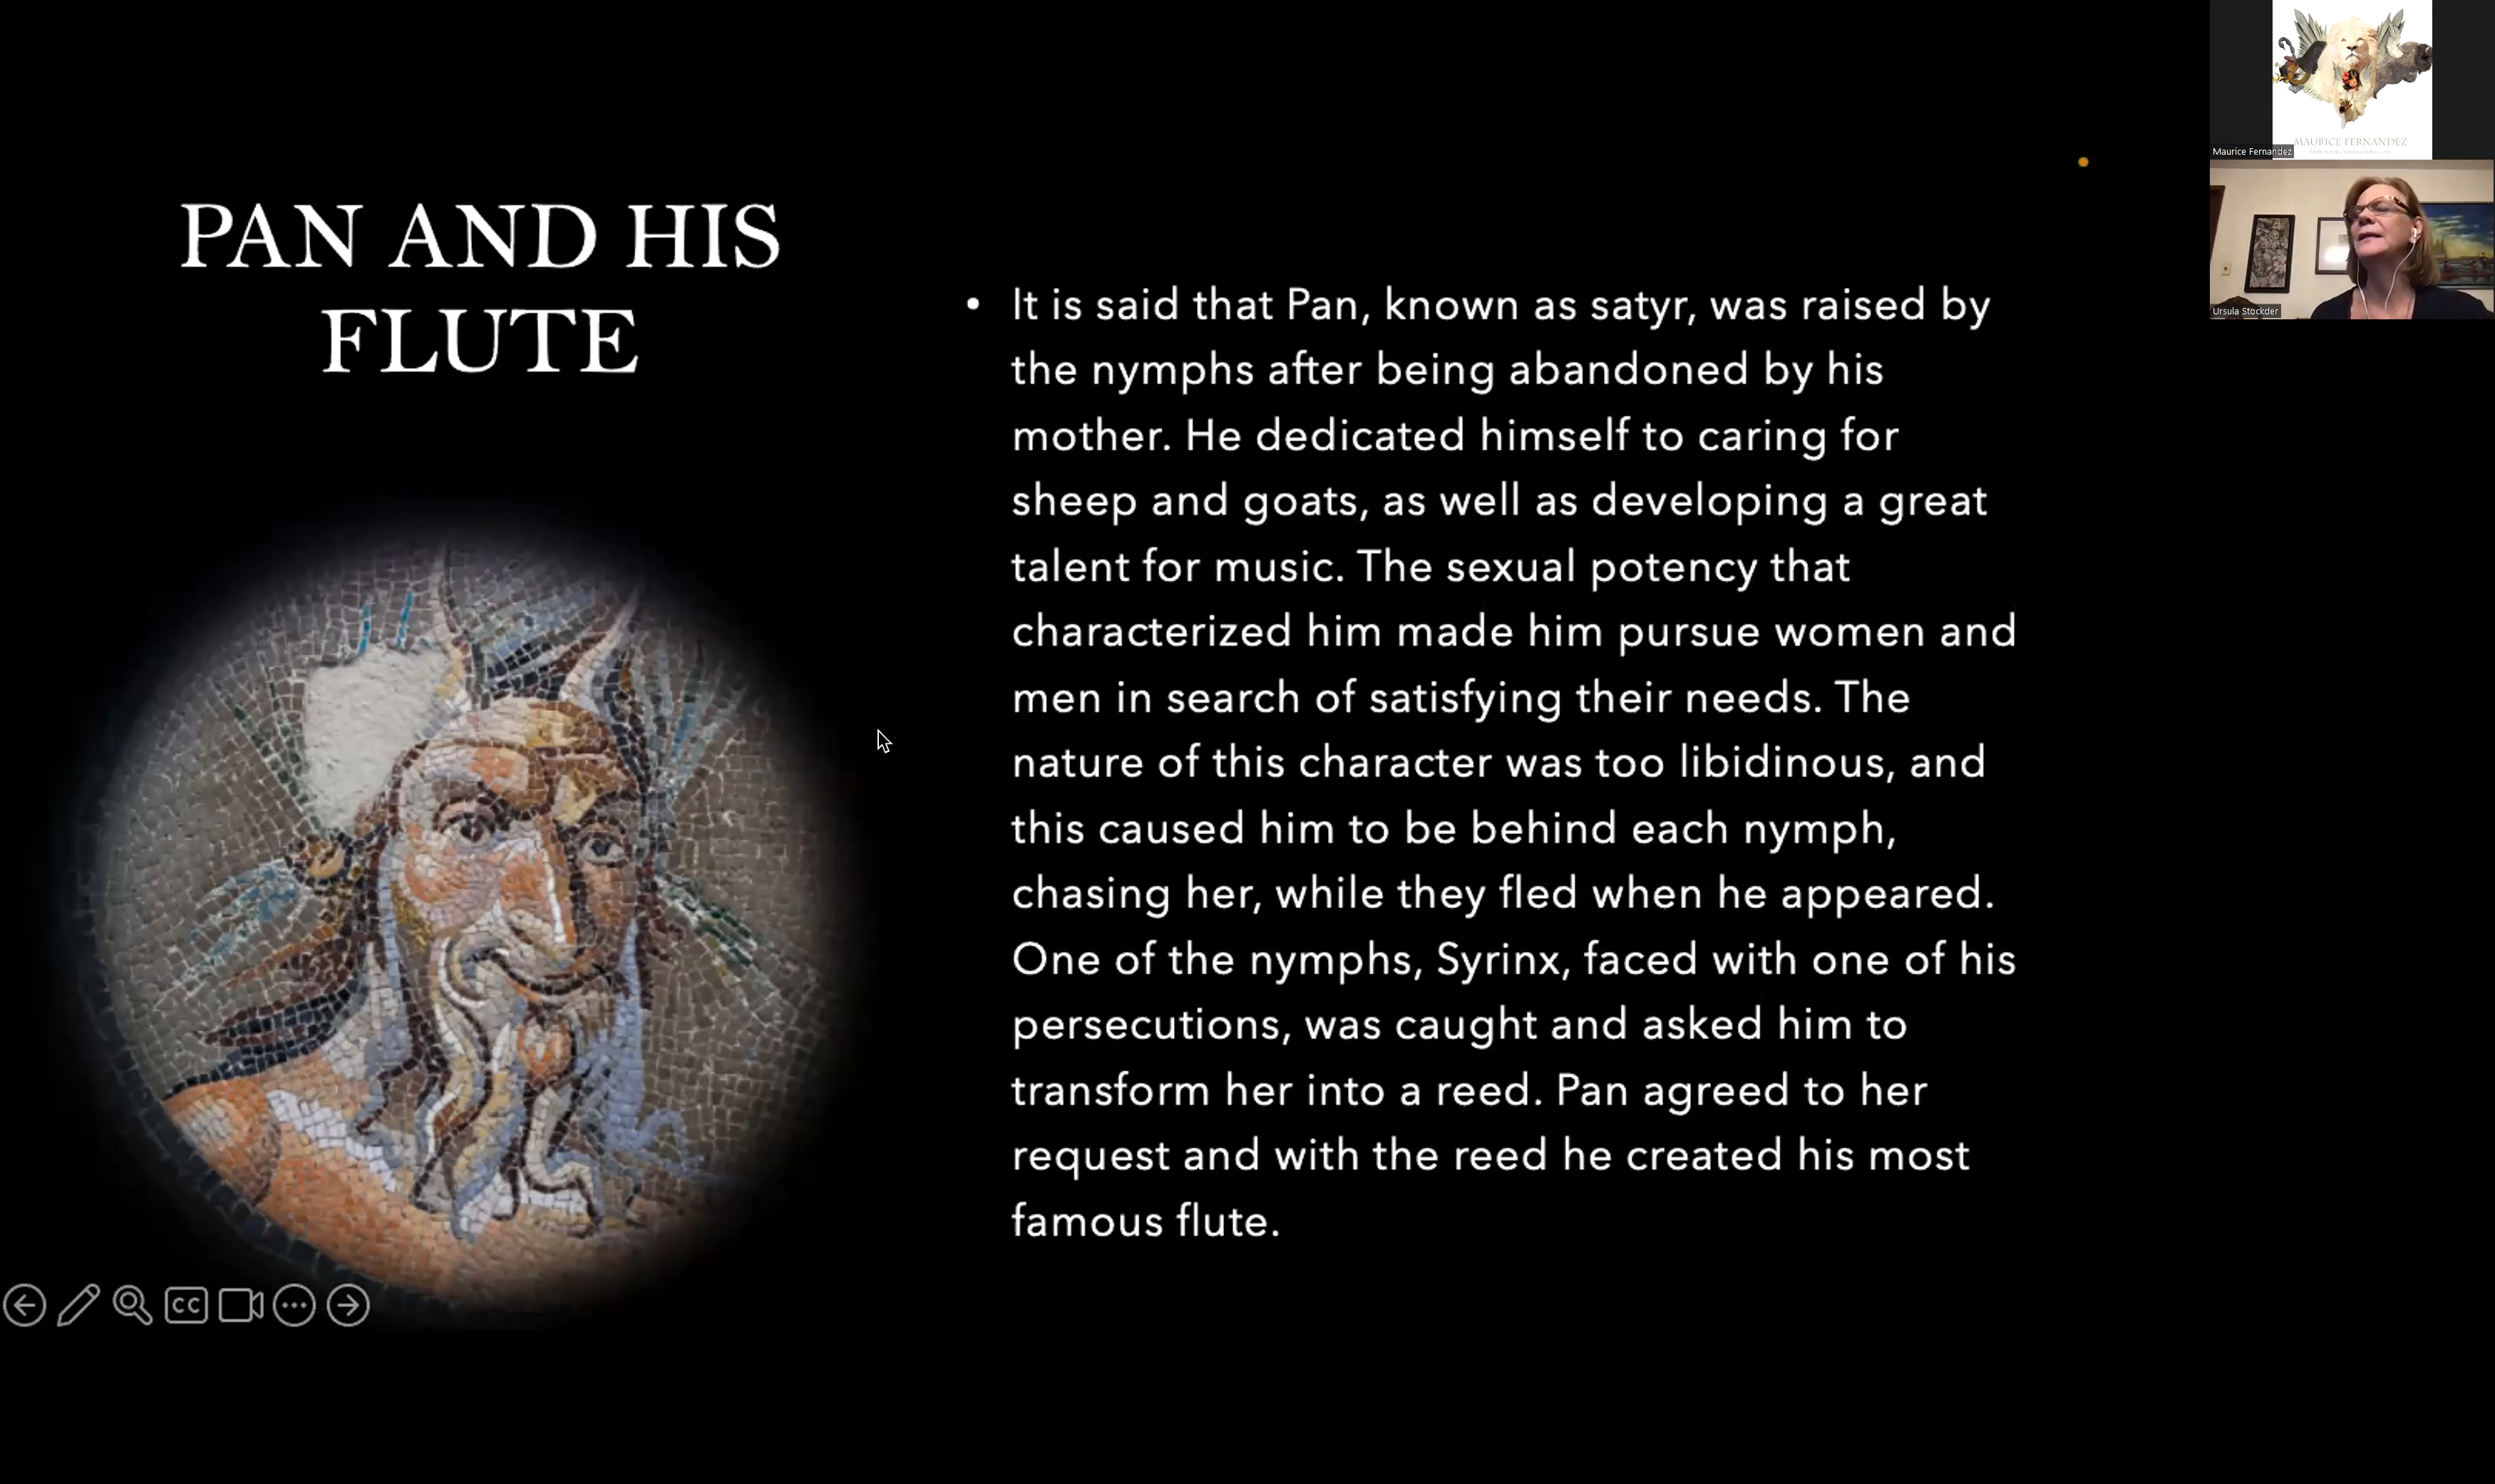 PAN AND HIS
FLUTE
• It is said that Pan, known as satyr, was raised by
the nymphs after being abandoned by his
mother. He dedicated himself to caring for
sheep and goats, as well as developing a great
talent for music. The sexual potency that
characterized him made him pursue women and
men in search of satisfying their needs. The
nature of this character was too libidinous, and
this caused him to be behind each nymph,
chasing her, while they fled when he appeared.
One of the nymphs, Syrinx, faced with one of his
persecutions, was caught and asked him to
transform her into a reed. Pan agreed to her
request and with the reed he created his most
famous flute.
MAURICE FERNANDEZ
Maurice Fernandez
Ursula Stockder
CC